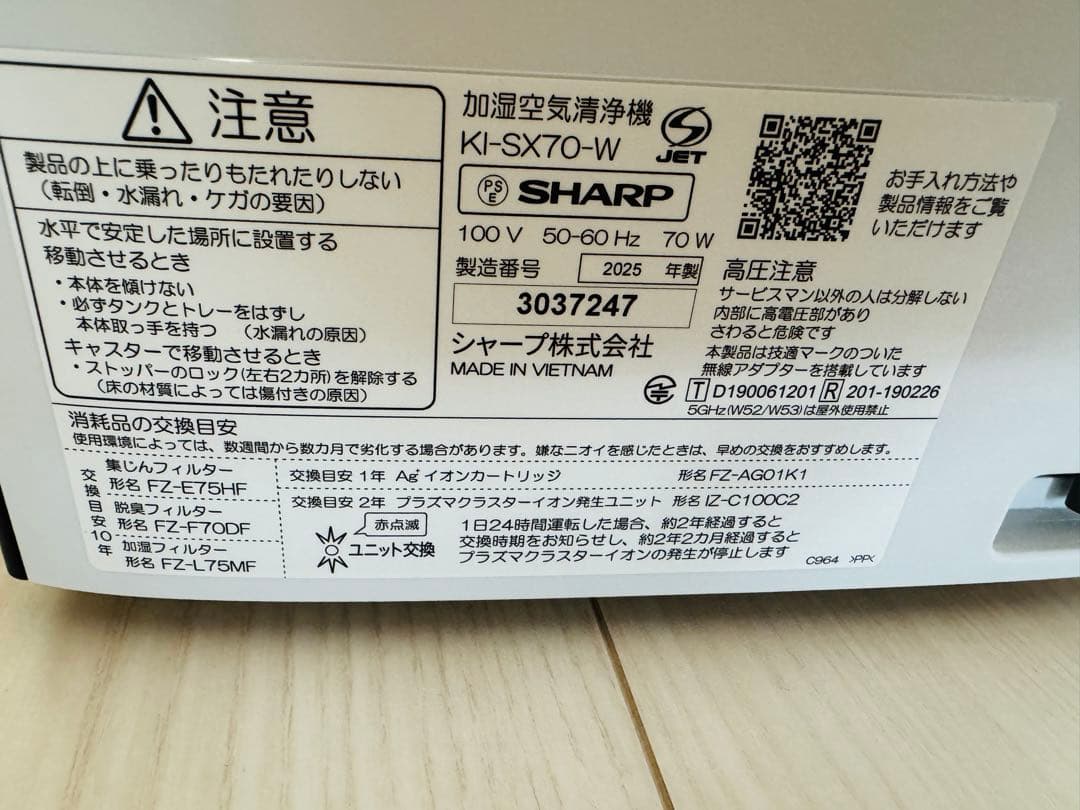 注意
製品の上に乗ったりもたれたりしない
（転倒・水漏れ・ケガの要因）
水平で安定した場所に設置する
移動させるとき
・本体を傾けない
・必ずタンクとトレーをはずし
本体取っ手を持つ （水漏れの原因）
キャスターで移動させるとき
・ストッパーのロック(左右2カ所)を解除する
（床の材質によっては傷付きの原因）
加湿空気清浄機
KI-SX70-W
JET
PS
E
SHARP
100 V 50-60 Hz 70 W
製造番号 2025 年製
3037247
シャープ株式会社
MADE IN VIETNAM
お手入れ方法や
製品情報をご覧
いただけます
高圧注意
サービスマン以外の人は分解しない
内部に高電圧部があり
さわると危険です
本製品は技適マークのついた
無線アダプターを搭載しています
T D190061201 R 201-190226
5GHz(W52/W53)は屋外使用禁止
消耗品の交換目安
使用環境によっては、数週間から数カ月で劣化する場合があります。嫌なニオイを感じたときは、早めの交換をおすすめします。
交換目安10年
集じんフィルター
形名 FZ-E75HF
脱臭フィルター
形名 FZ-F70DF
加湿フィルター
形名 FZ-L75MF
交換目安 1年 Ag⁺イオンカートリッジ 形名 FZ-AG01K1
交換目安 2年 プラズマクラスターイオン発生ユニット 形名 IZ-C100C2
赤点滅
ユニット交換
1日24時間運転した場合、約2年経過すると
交換時期をお知らせし、約2年2カ月経過すると
プラズマクラスターイオンの発生が停止します
C964 >PP<